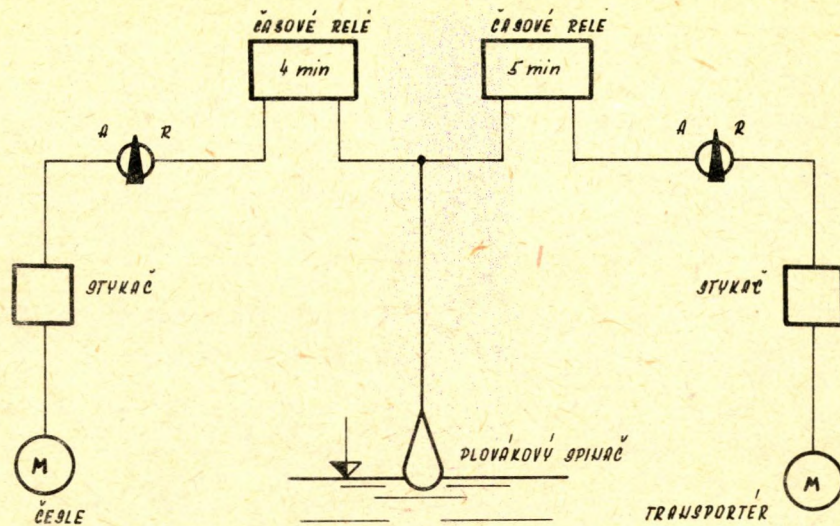 ČASOVÉ RELÉ
ČASOVÉ RELÉ
4 min
5 min
A R
A R
STYKAČ
STYKAČ
PLOVÁKOVÝ SPINAČ
M
M
ČESLE
TRANSPORTÉR